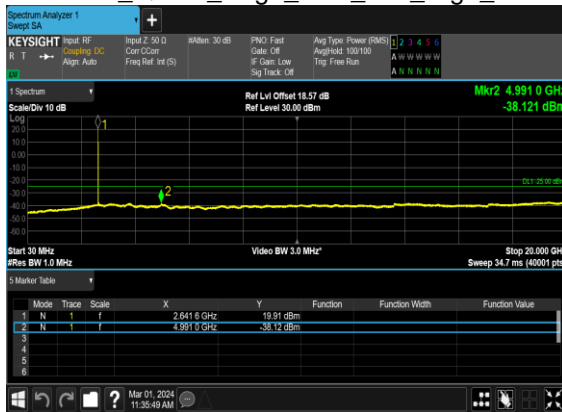 Spectrum Analyzer 1
Swept SA
+
KEYSIGHT Input: RF Input Z: 50 Ω #Atten: 30 dB PNO: Fast Avg Type: Power (RMS) 1 2 3 4 5 6
R T Coupling: DC Corr CCorr Gate: Off Avg|Hold: 100/100 A W W W W W
Align: Auto Freq Ref: Int (S) IF Gain: Low Trig: Free Run
Sig Track: Off A N N N N N
1 Spectrum Ref Lvl Offset 18.57 dB Mkr2 4.991 0 GHz
Scale/Div 10 dB Ref Level 30.00 dBm -38.121 dBm
Log
20.0 1
10.0
0.00
-10.0
-20.0 DL1 -25.00 dBm
-30.0 2
-40.0
-50.0
-60.0
Start 30 MHz Video BW 3.0 MHz* Stop 20.000 GHz
#Res BW 1.0 MHz Sweep 34.7 ms (40001 pts)
5 Marker Table
Mode Trace Scale X Y Function Function Width Function Value
1 N 1 f 2.641 6 GHz 19.91 dBm
2 N 1 f 4.991 0 GHz -38.12 dBm
3
4
5
6
? Mar 01, 2024
11:35:49 AM